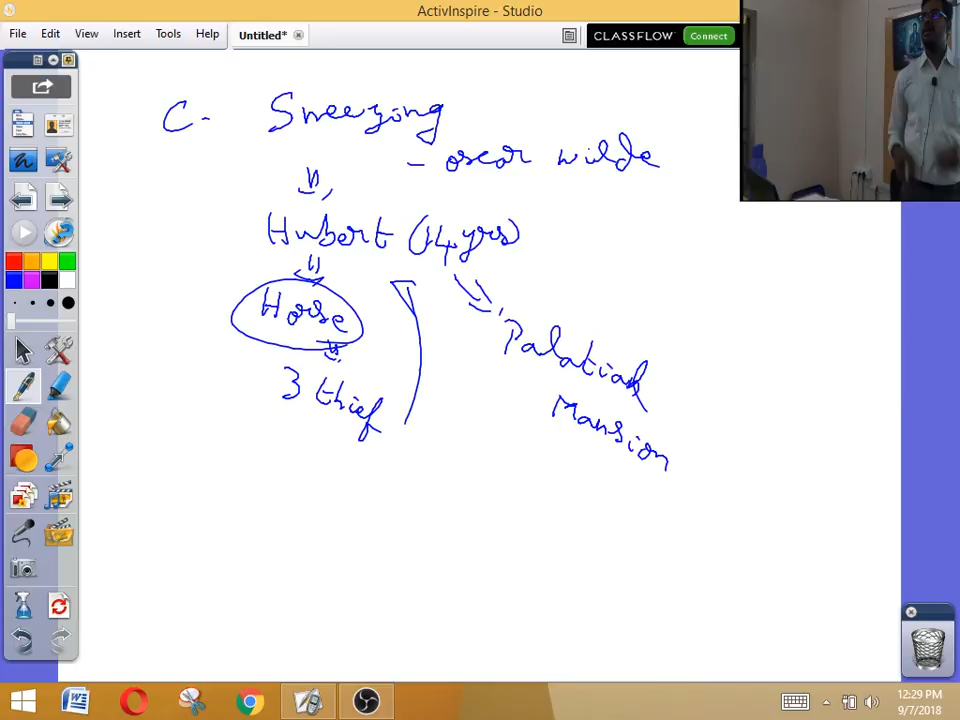 ActivInspire - Studio
File Edit View Insert Tools Help Untitled* CLASSFLOW Connect
C- Sneezing
- oscar wilde
Hubert (14 yrs)
Horse
Palatial
3 thief
Mansion
12:29 PM
9/7/2018